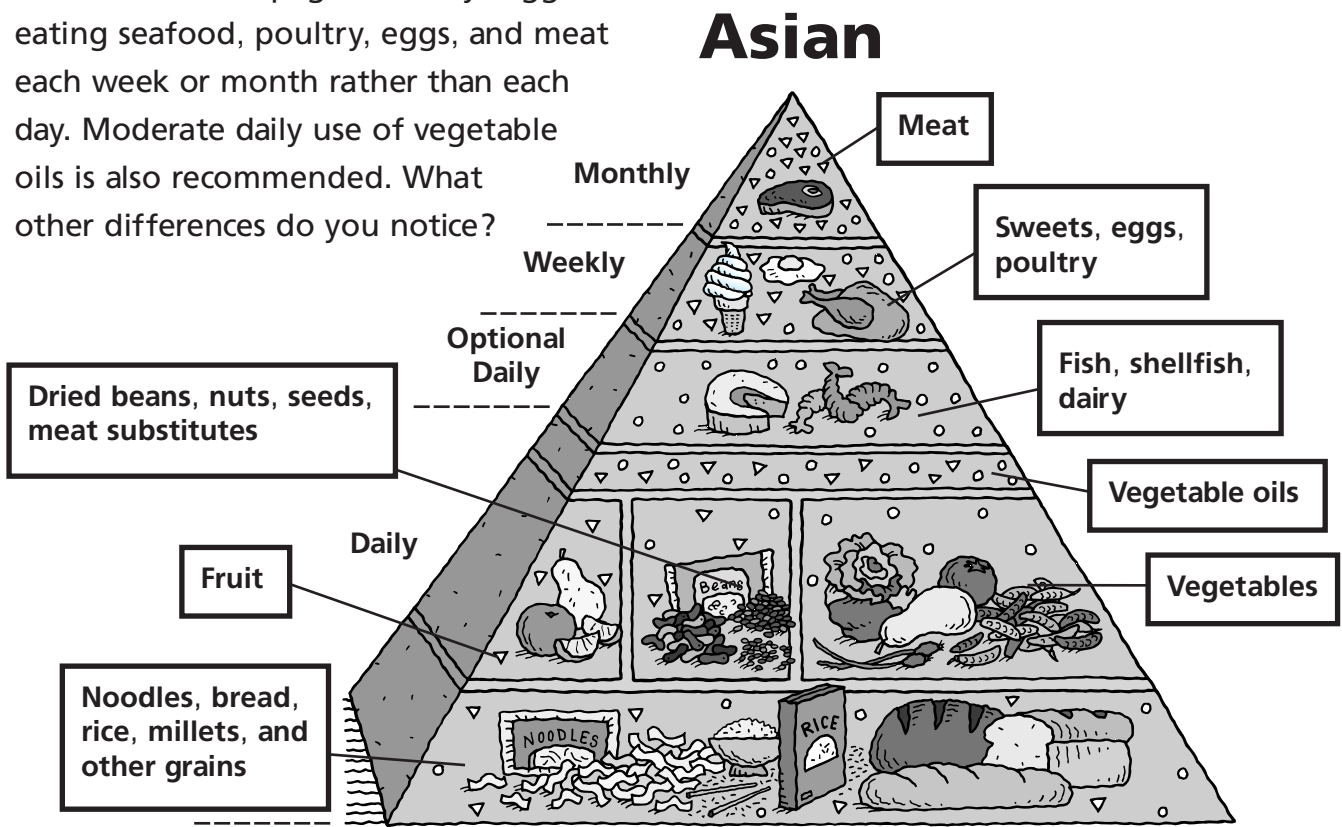 eating seafood, poultry, eggs, and meat
each week or month rather than each
day. Moderate daily use of vegetable
oils is also recommended. What
other differences do you notice?
Asian
Meat
Monthly
Sweets, eggs,
poultry
Weekly
Optional
Daily
Fish, shellfish,
dairy
Dried beans, nuts, seeds,
meat substitutes
Vegetable oils
Daily
Fruit
Beans
Vegetables
Noodles, bread,
rice, millets, and
other grains
NOODLES
RICE